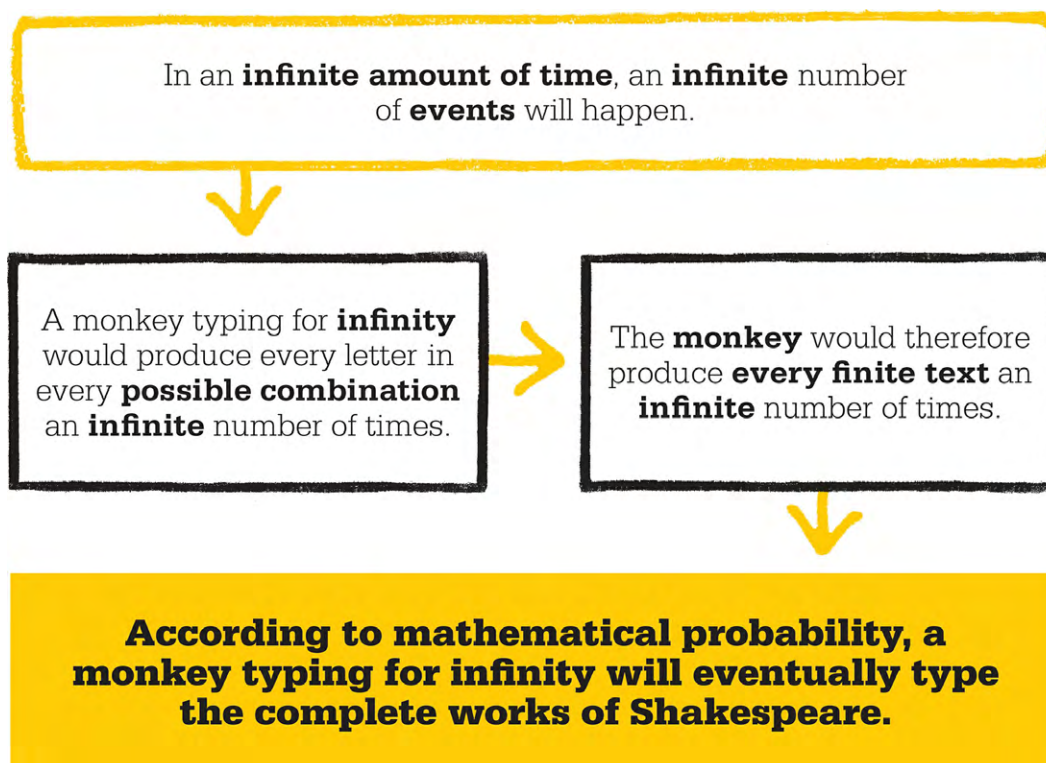 In an infinite amount of time, an infinite number
of events will happen.
A monkey typing for infinity
would produce every letter in
every possible combination
an infinite number of times.
The monkey would therefore
produce every finite text an
infinite number of times.
According to mathematical probability, a
monkey typing for infinity will eventually type
the complete works of Shakespeare.